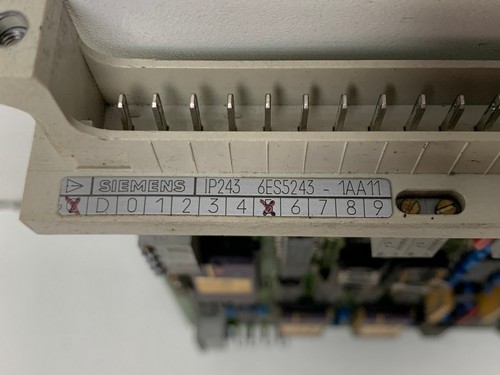 SIEMENS IP243 6ES5243 - 1AA11
D 0 1 2 3 4 6 7 8 9